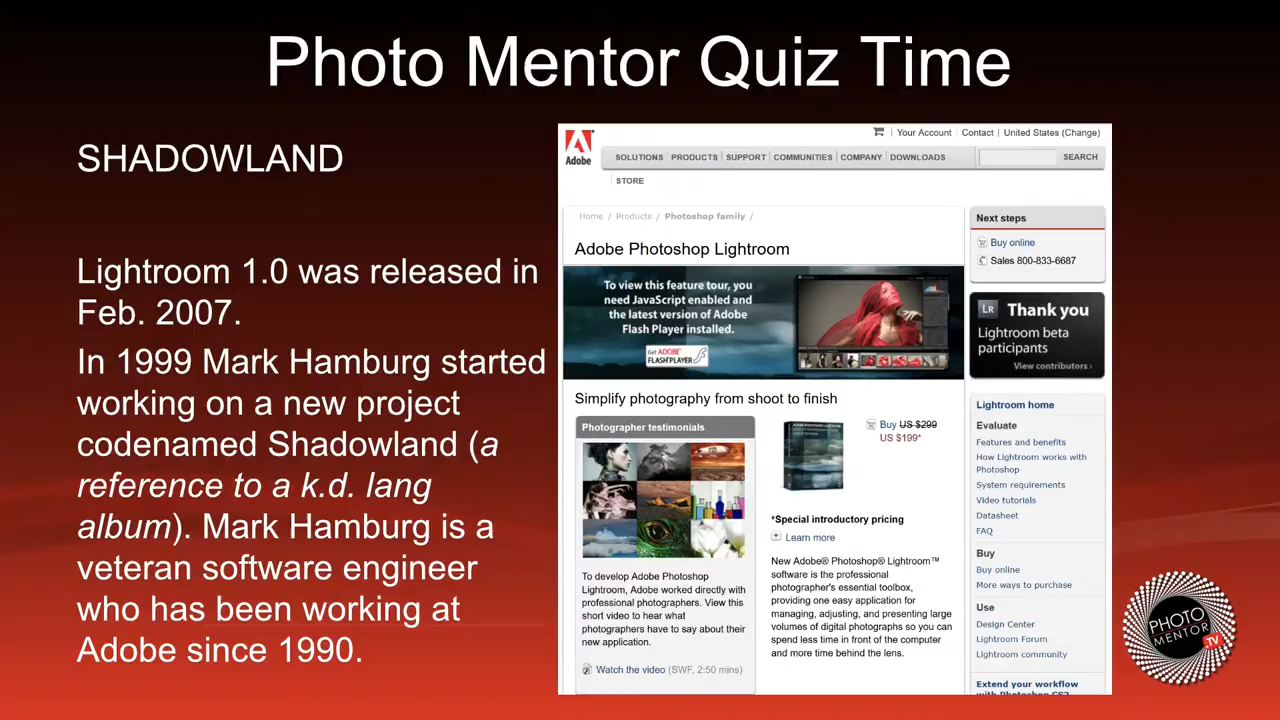 Photo Mentor Quiz Time
SHADOWLAND
Lightroom 1.0 was released in
Feb. 2007.
In 1999 Mark Hamburg started
working on a new project
codenamed Shadowland (a
reference to a k.d. lang
album). Mark Hamburg is a
veteran software engineer
who has been working at
Adobe since 1990.
Adobe
Your Account | Contact | United States (Change)
SOLUTIONS | PRODUCTS | SUPPORT | COMMUNITIES | COMPANY | DOWNLOADS
SEARCH
STORE
Home / Products / Photoshop family /
Adobe Photoshop Lightroom
To view this feature tour, you
need JavaScript enabled and
the latest version of Adobe
Flash Player installed.
Get ADOBE
FLASH PLAYER
Simplify photography from shoot to finish
Photographer testimonials
To develop Adobe Photoshop
Lightroom, Adobe worked directly with
professional photographers. View this
short video to hear what
photographers have to say about their
new application.
Watch the video (SWF, 2:50 mins)
Buy US $299
US $199*
*Special introductory pricing
Learn more
New Adobe® Photoshop® Lightroom™
software is the professional
photographer's essential toolbox,
providing one easy application for
managing, adjusting, and presenting large
volumes of digital photographs so you can
spend less time in front of the computer
and more time behind the lens.
Next steps
Buy online
Sales 800-833-6687
LR Thank you
Lightroom beta
participants
View contributors ›
Lightroom home
Evaluate
Features and benefits
How Lightroom works with
Photoshop
System requirements
Video tutorials
Datasheet
FAQ
Buy
Buy online
More ways to purchase
Use
Design Center
Lightroom Forum
Lightroom community
Extend your workflow
with Photoshop CS2
PHOTO
MENTOR
TV